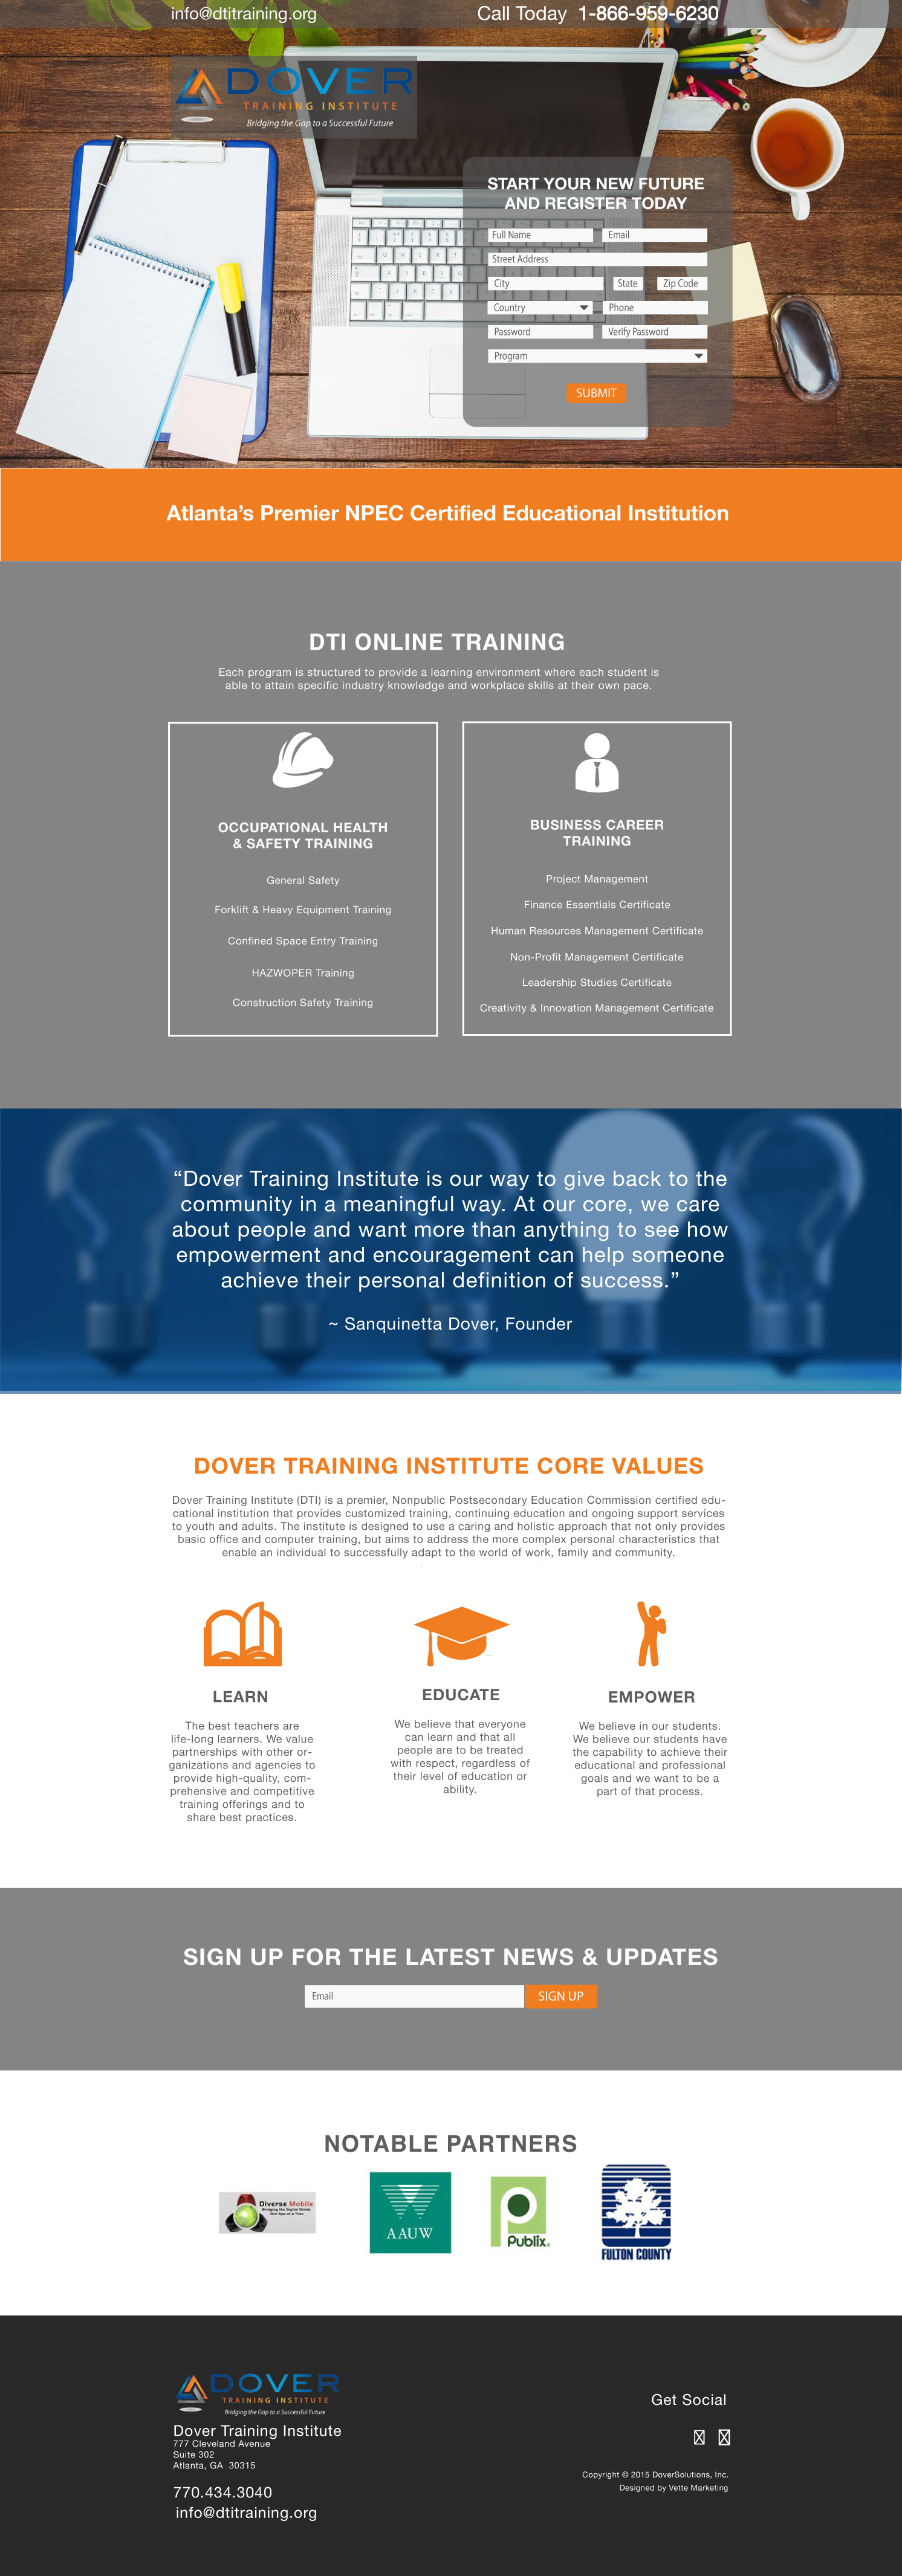 info@dtitraining.org
Call Today 1-866-959-6230
DOVER
TRAINING INSTITUTE
Bridging the Gap to a Successful Future
START YOUR NEW FUTURE
AND REGISTER TODAY
Full Name Email
Street Address
City State Zip Code
Country Phone
Password Verify Password
Program
SUBMIT
Atlanta’s Premier NPEC Certified Educational Institution
DTI ONLINE TRAINING
Each program is structured to provide a learning environment where each student is
able to attain specific industry knowledge and workplace skills at their own pace.
OCCUPATIONAL HEALTH
& SAFETY TRAINING
General Safety
Forklift & Heavy Equipment Training
Confined Space Entry Training
HAZWOPER Training
Construction Safety Training
BUSINESS CAREER
TRAINING
Project Management
Finance Essentials Certificate
Human Resources Management Certificate
Non-Profit Management Certificate
Leadership Studies Certificate
Creativity & Innovation Management Certificate
“Dover Training Institute is our way to give back to the
community in a meaningful way. At our core, we care
about people and want more than anything to see how
empowerment and encouragement can help someone
achieve their personal definition of success.”
~ Sanquinetta Dover, Founder
DOVER TRAINING INSTITUTE CORE VALUES
Dover Training Institute (DTI) is a premier, Nonpublic Postsecondary Education Commission certified edu-
cational institution that provides customized training, continuing education and ongoing support services
to youth and adults. The institute is designed to use a caring and holistic approach that not only provides
basic office and computer training, but aims to address the more complex personal characteristics that
enable an individual to successfully adapt to the world of work, family and community.
LEARN
The best teachers are
life-long learners. We value
partnerships with other or-
ganizations and agencies to
provide high-quality, com-
prehensive and competitive
training offerings and to
share best practices.
EDUCATE
We believe that everyone
can learn and that all
people are to be treated
with respect, regardless of
their level of education or
ability.
EMPOWER
We believe in our students.
We believe our students have
the capability to achieve their
educational and professional
goals and we want to be a
part of that process.
SIGN UP FOR THE LATEST NEWS & UPDATES
Email SIGN UP
NOTABLE PARTNERS
Diverse Mobile
Bridging the Digital Divide
One App at a Time
AAUW
Publix
FULTON COUNTY
DOVER
TRAINING INSTITUTE
Bridging the Gap to a Successful Future
Dover Training Institute
777 Cleveland Avenue
Suite 302
Atlanta, GA 30315
770.434.3040
info@dtitraining.org
Get Social
Copyright © 2015 DoverSolutions, Inc.
Designed by Vette Marketing